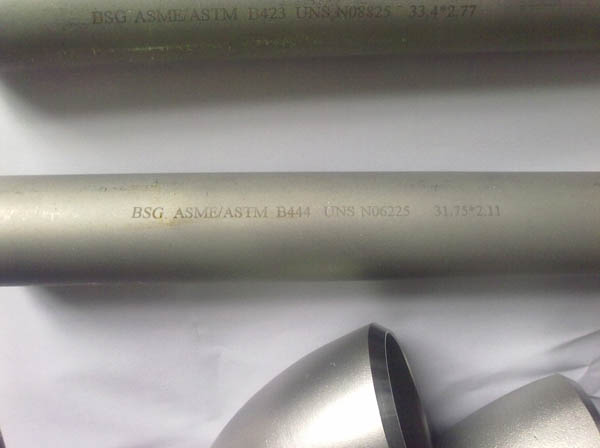 BSG ASME/ASTM B423 UNS N08825 33.4*2.77
BSG ASME/ASTM B444 UNS N06225 31.75*2.11